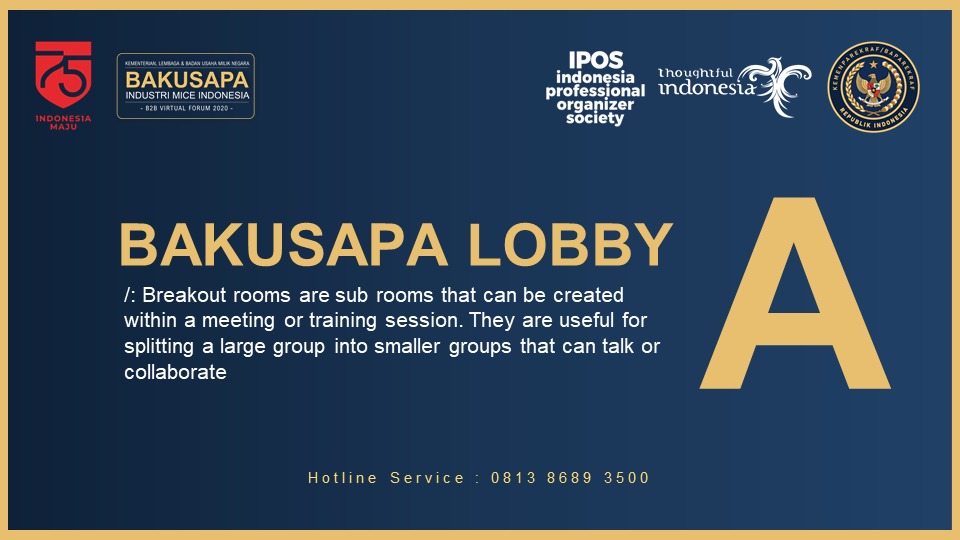 75
INDONESIA
MAJU
KEMENTERIAN, LEMBAGA & BADAN USAHA MILIK NEGARA
BAKUSAPA
INDUSTRI MICE INDONESIA
- B2B VIRTUAL FORUM 2020 -
IPOS
indonesia
professional
organizer
society
thoughtful
indonesia
KEMENPAREKRAF/BAPAREKRAF
REPUBLIK INDONESIA
BAKUSAPA LOBBY
A
/: Breakout rooms are sub rooms that can be created
within a meeting or training session. They are useful for
splitting a large group into smaller groups that can talk or
collaborate
Hotline Service : 0813 8689 3500